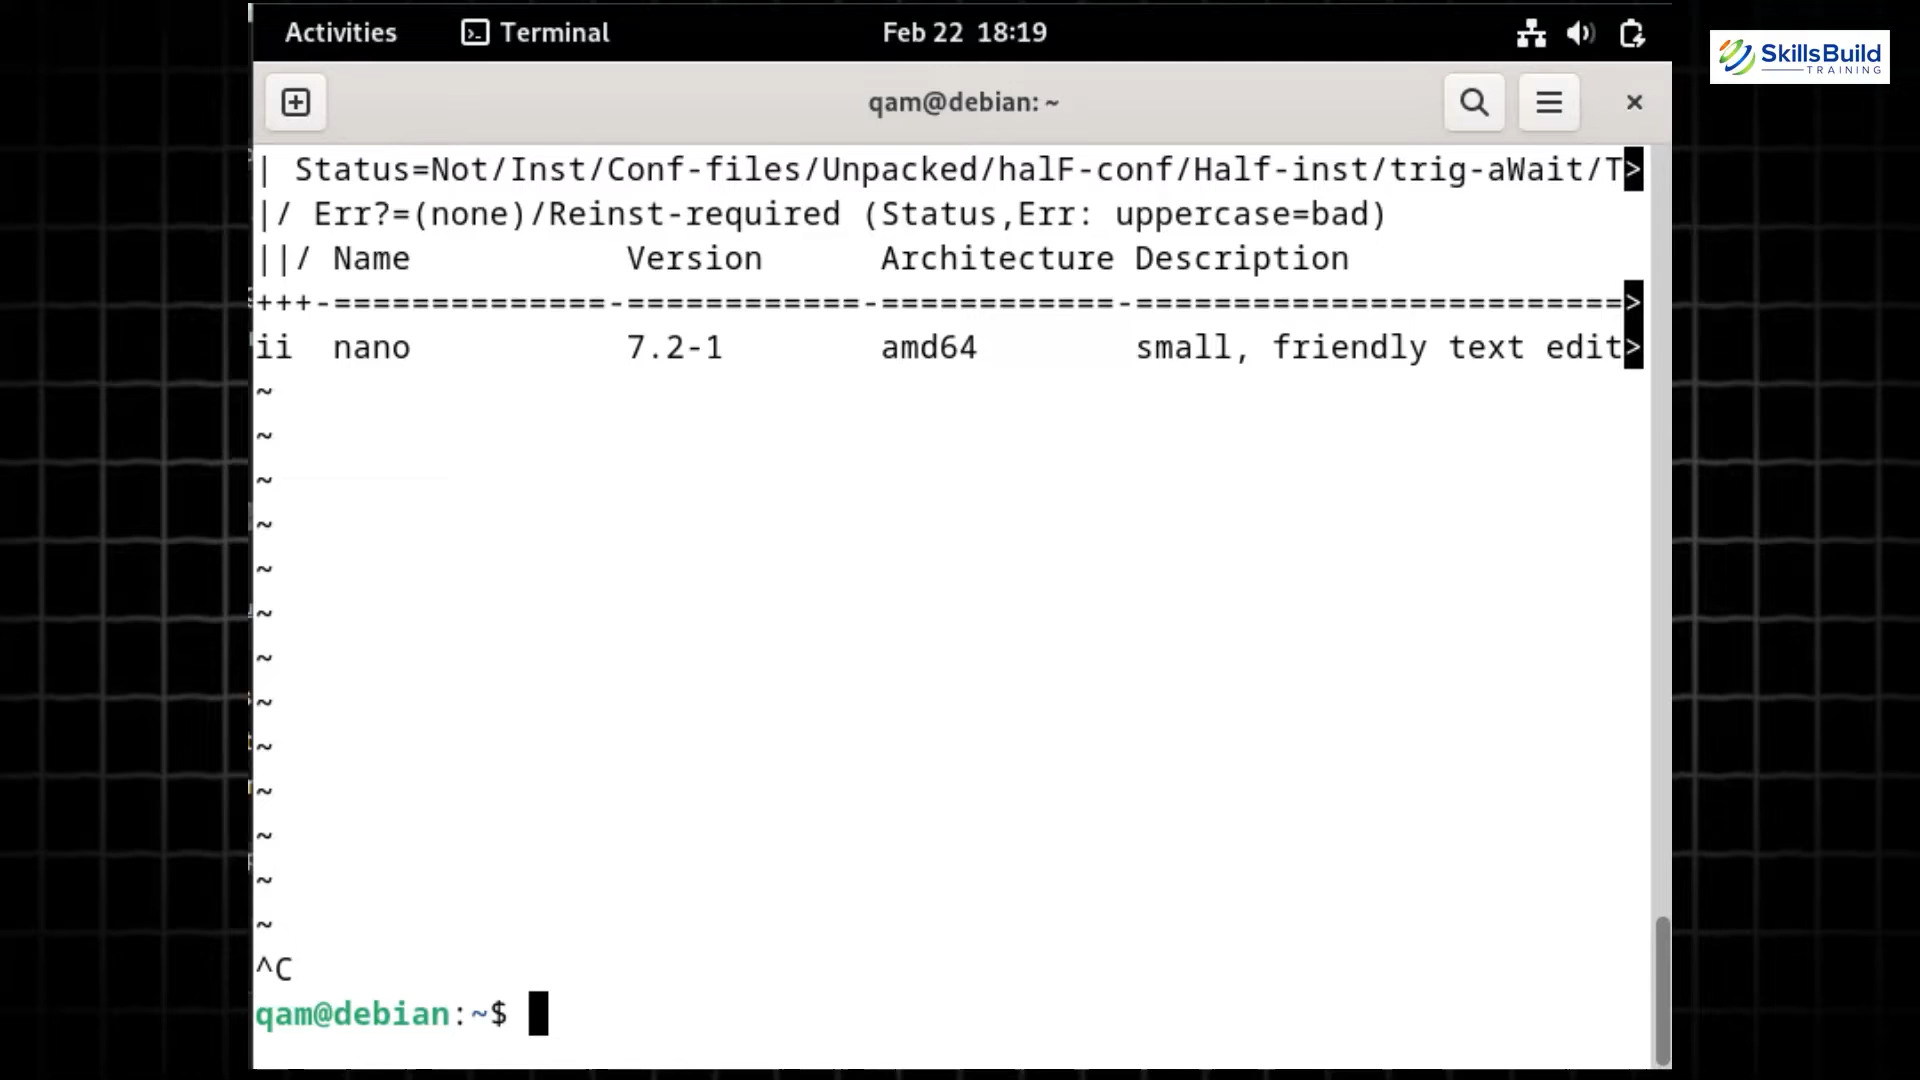 Activities Terminal Feb 22 18:19
SkillsBuild
TRAINING
qam@debian: ~
| Status=Not/Inst/Conf-files/Unpacked/halF-conf/Half-inst/trig-aWait/T>
|/ Err?=(none)/Reinst-required (Status,Err: uppercase=bad)
||/ Name Version Architecture Description
+++-==============-============-============-=========================>
ii nano 7.2-1 amd64 small, friendly text edit>
~
~
~
~
~
~
~
~
~
~
~
~
~
^C
qam@debian:~$